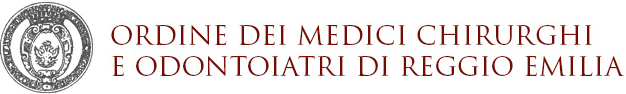 ORDINE DEI MEDICI CHIRURGHI
E ODONTOIATRI DI REGGIO EMILIA